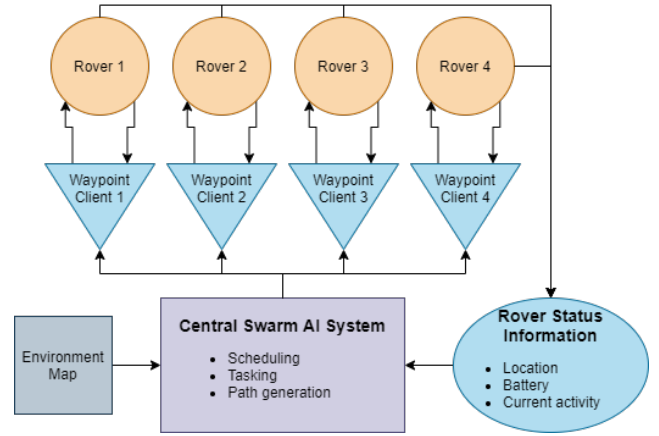 Rover 1
Rover 2
Rover 3
Rover 4
Waypoint
Client 1
Waypoint
Client 2
Waypoint
Client 3
Waypoint
Client 4
Environment
Map
Central Swarm AI System
• Scheduling
• Tasking
• Path generation
Rover Status
Information
• Location
• Battery
• Current activity